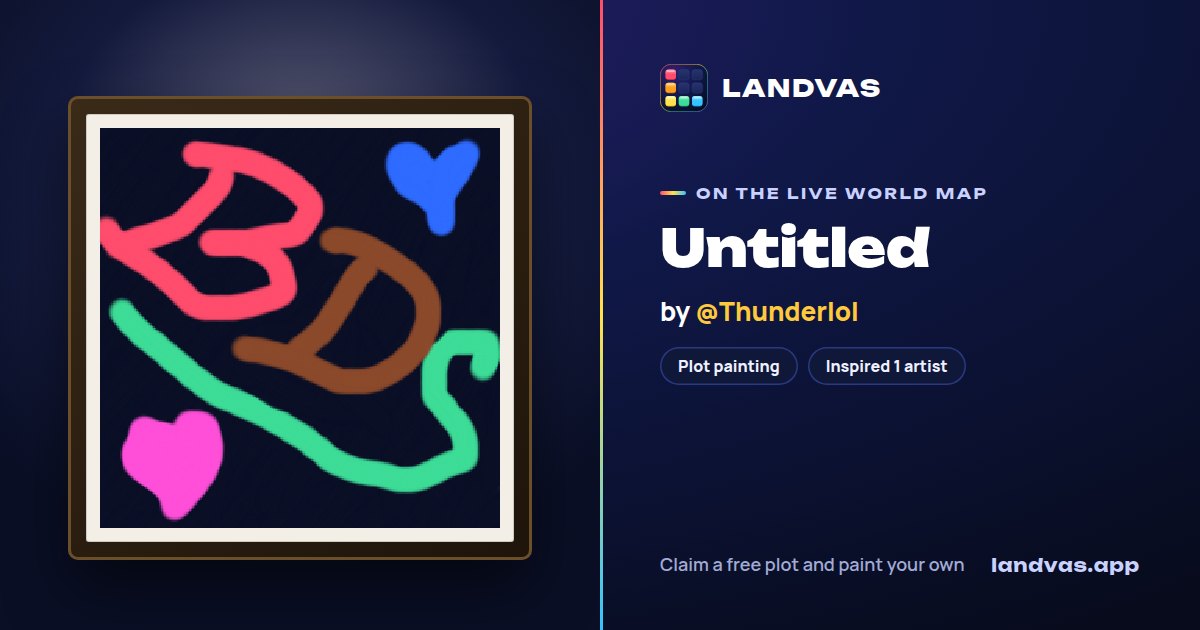 B
D
LANDVAS
ON THE LIVE WORLD MAP
Untitled
by @Thunderlol
Plot painting
Inspired 1 artist
Claim a free plot and paint your own
landvas.app